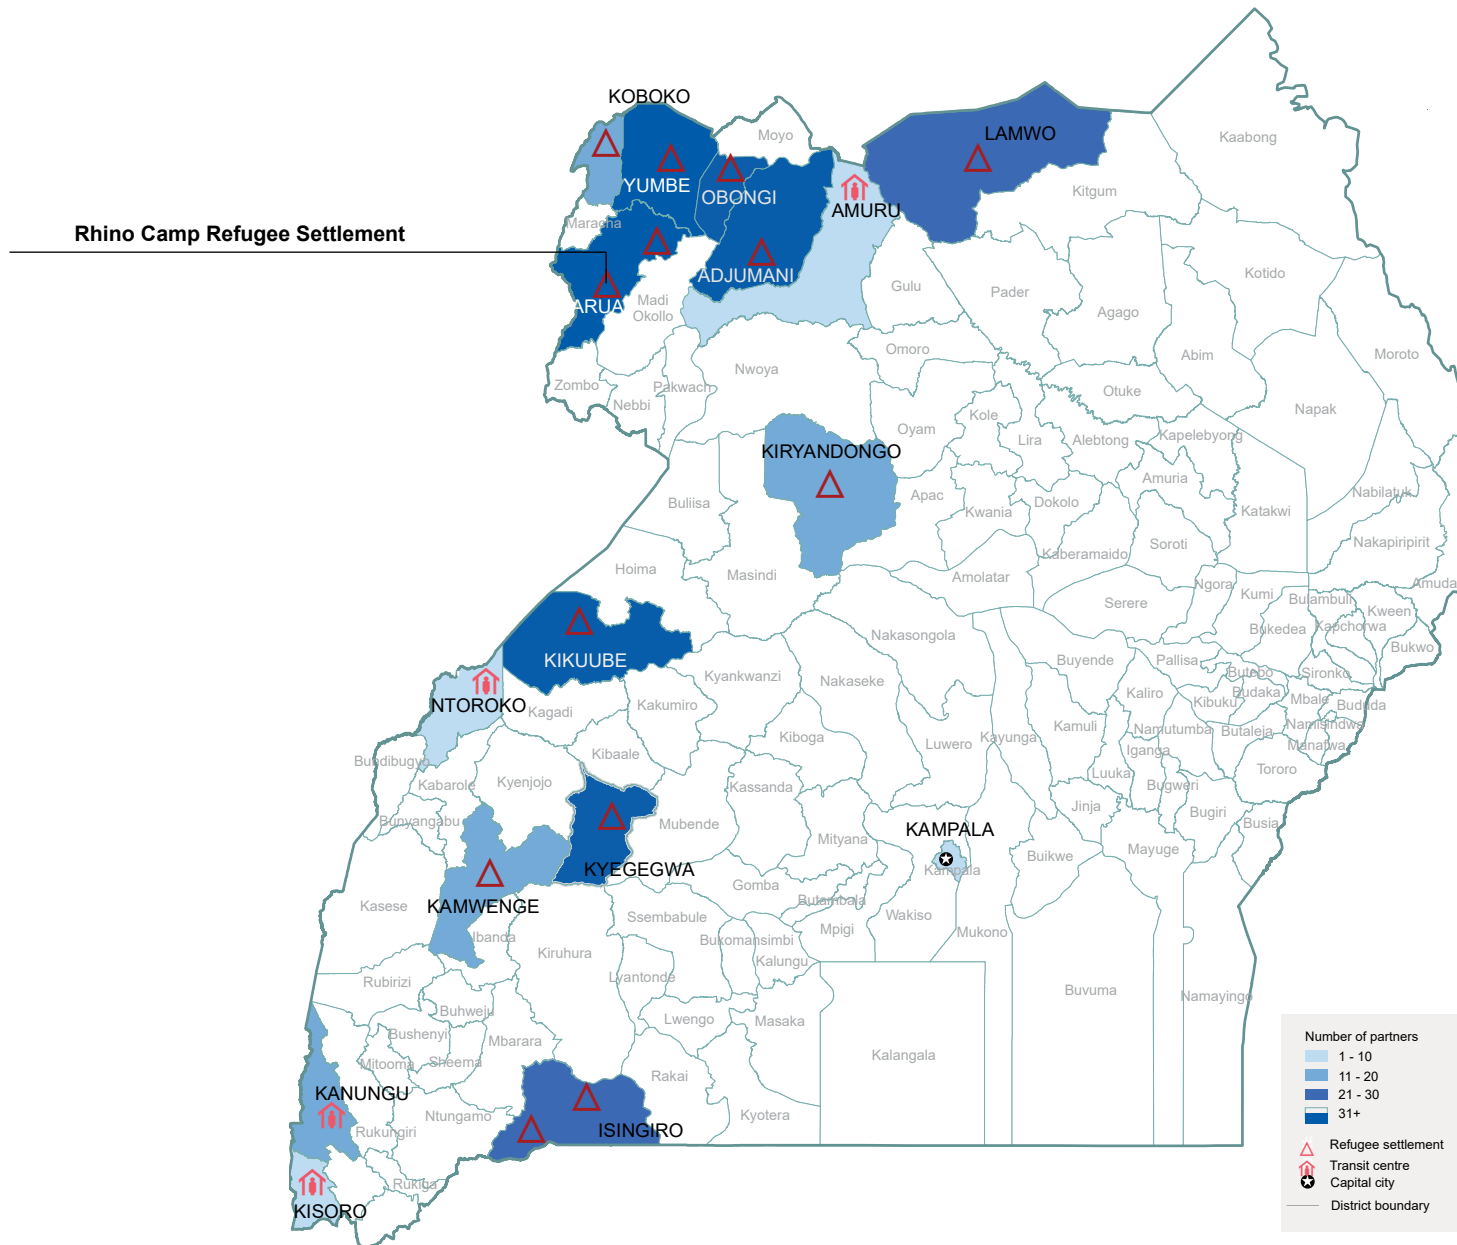 KOBOKO
Moyo
LAMWO
Kaabong
YUMBE
OBONGI
Kitgum
AMURU
Maracha
Rhino Camp Refugee Settlement
ADJUMANI
Kotido
Gulu
Pader
ARUA
Madi
Okollo
Agago
Omoro
Abim
Moroto
Nwoya
Zombo
Pakwach
Nebbi
Otuke
Napak
Kole
Oyam
Lira
Alebtong
Kapelebyong
KIRYANDONGO
Amuria
Nabilatuk
Buliisa
Apac
Kwania
Dokolo
Katakwi
Nakapiripirit
Kaberamaido
Soroti
Hoima
Masindi
Amolatar
Ngora
Amuda
Kumi
Bulambuli
Serere
Kween
Bukedea
Kapchorwa
Nakasongola
Bukwo
KIKUUBE
Buyende
Pallisa
Butebo
Sironko
Kyankwanzi
Nakaseke
Kaliro
Kibuku
Budaka
Mbale
Bududa
NTOROKO
Kagadi
Kakumiro
Kamuli
Namutumba
Butaleja
Namisindwa
Kiboga
Luwero
Kayunga
Iganga
Manafwa
Bundibugyo
Kibaale
Tororo
Kabarole
Kyenjojo
Kassanda
Luuka
Bugweri
Bunyangabu
Mubende
Jinja
Bugiri
Busia
Mityana
KAMPALA
Mayuge
Buikwe
KYEGEGWA
Kampala
Gomba
Butambala
KAMWENGE
Kasese
Ssembabule
Wakiso
Ibanda
Mpigi
Mukono
Kiruhura
Bukomansimbi
Kalungu
Rubirizi
Lyantonde
Buvuma
Namayingo
Buhweju
Lwengo
Masaka
Bushenyi
Mbarara
Mitooma
Sheema
Kalangala
Rakai
KANUNGU
Ntungamo
Kyotera
Rukungiri
ISINGIRO
Rukiga
KISORO
Number of partners
1 - 10
11 - 20
21 - 30
31+
Refugee settlement
Transit centre
Capital city
District boundary